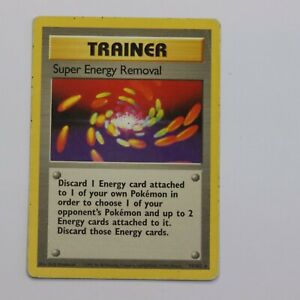 TRAINER
Super Energy Removal
Discard 1 Energy card attached
to 1 of your own Pokémon in
order to choose 1 of your
opponent's Pokémon and up to 2
Energy cards attached to it.
Discard those Energy cards.